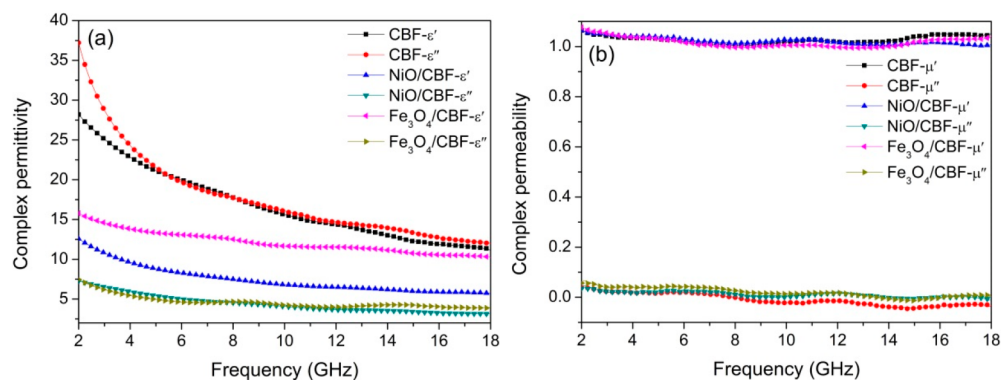 (a)
CBF-ε′
CBF-ε″
NiO/CBF-ε′
NiO/CBF-ε″
Fe₃O₄/CBF-ε′
Fe₃O₄/CBF-ε″
Complex permittivity
40
35
30
25
20
15
10
5
2 4 6 8 10 12 14 16 18
Frequency (GHz)
(b)
CBF-μ′
CBF-μ″
NiO/CBF-μ′
NiO/CBF-μ″
Fe₃O₄/CBF-μ′
Fe₃O₄/CBF-μ″
Complex permeability
1.0
0.8
0.6
0.4
0.2
0.0
2 4 6 8 10 12 14 16 18
Frequency (GHz)